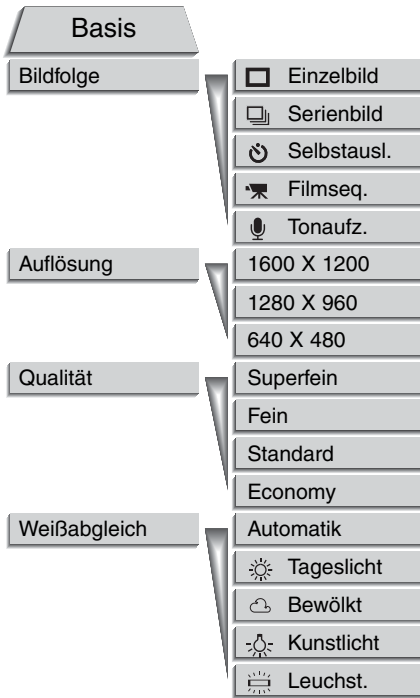 Basis
Bildfolge
Einzelbild
Serienbild
Selbstausl.
Filmseq.
Tonaufz.
Auflösung
1600 X 1200
1280 X 960
640 X 480
Qualität
Superfein
Fein
Standard
Economy
Weißabgleich
Automatik
Tageslicht
Bewölkt
Kunstlicht
Leuchst.